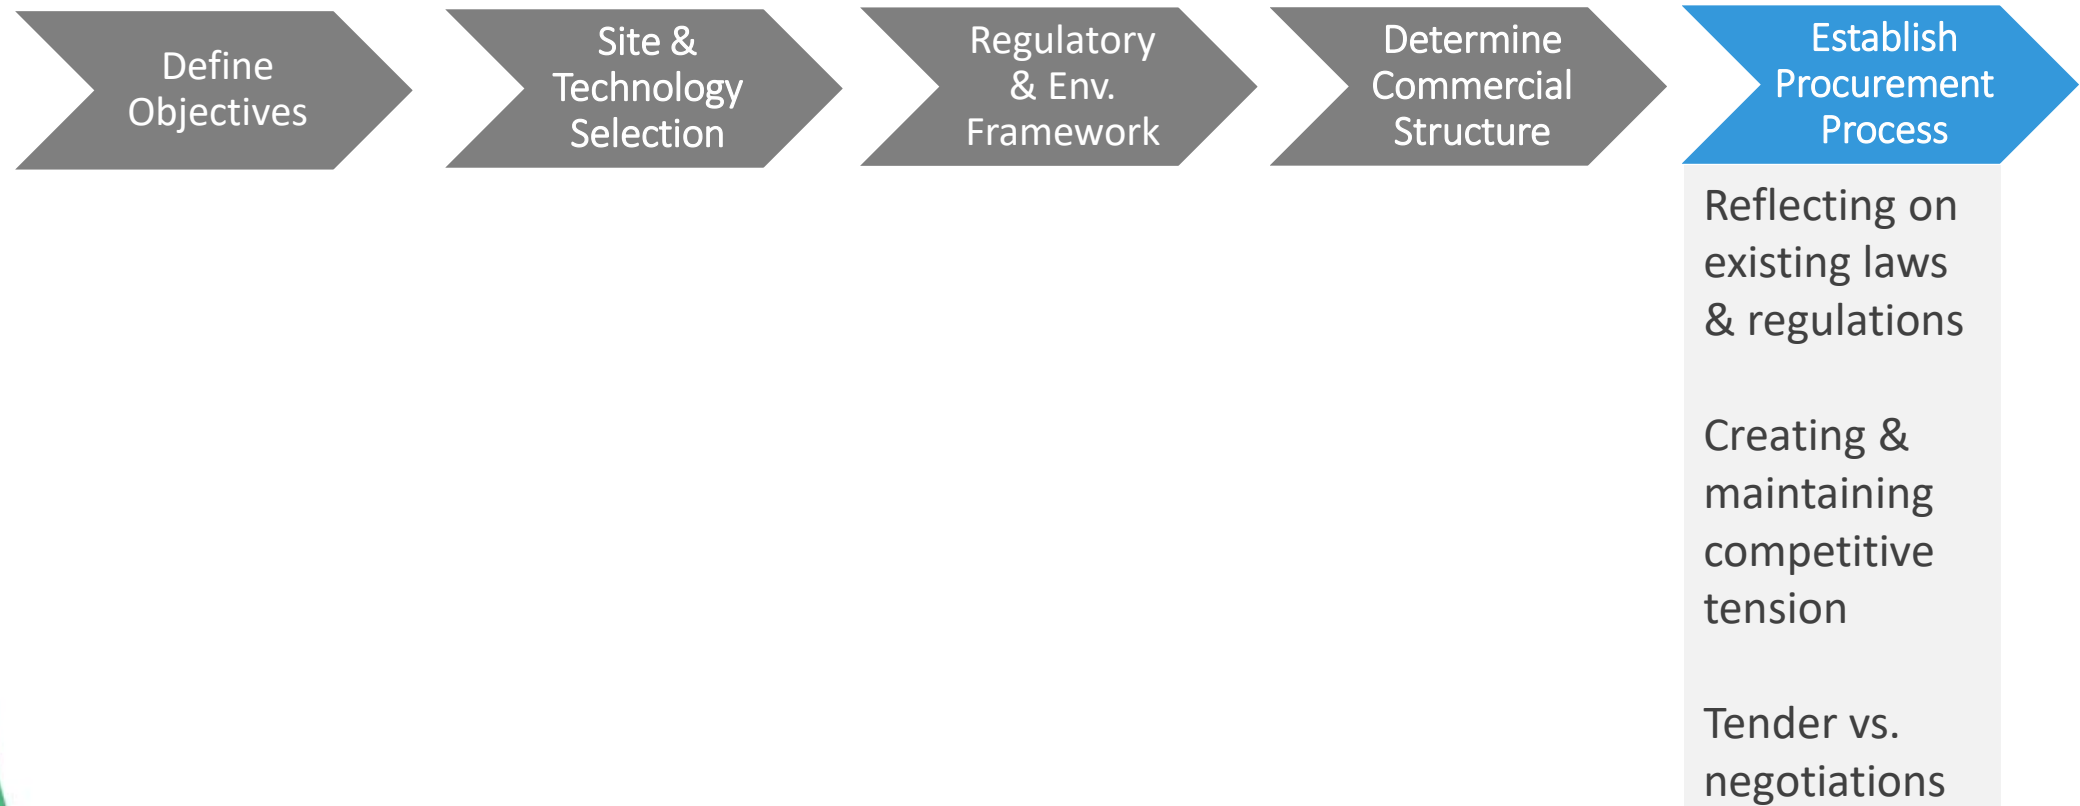 Define
Objectives
Site &
Technology
Selection
Regulatory
& Env.
Framework
Determine
Commercial
Structure
Establish
Procurement
Process
Reflecting on
existing laws
& regulations
Creating &
maintaining
competitive
tension
Tender vs.
negotiations